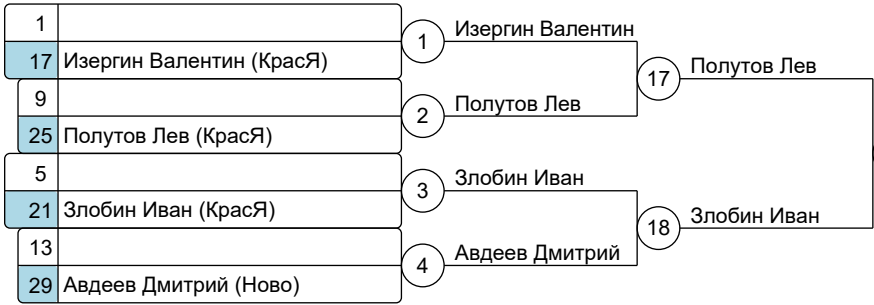 1
17 Изергин Валентин (КрасЯ)
9
25 Полутов Лев (КрасЯ)
5
21 Злобин Иван (КрасЯ)
13
29 Авдеев Дмитрий (Ново)
1
2
3
4
Изергин Валентин
Полутов Лев
Злобин Иван
Авдеев Дмитрий
17
18
Полутов Лев
Злобин Иван